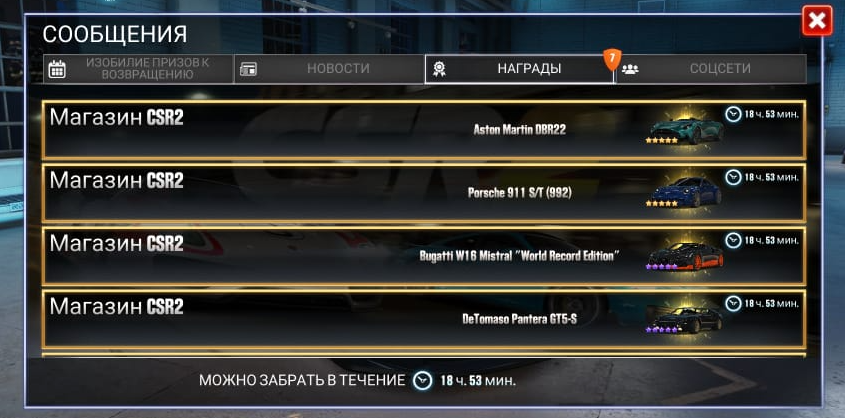 СООБЩЕНИЯ
ИЗОБИЛИЕ ПРИЗОВ К
ВОЗВРАЩЕНИЮ
НОВОСТИ
НАГРАДЫ
7
СОЦСЕТИ
Магазин CSR2
Aston Martin DBR22
18 ч. 53 мин.
Магазин CSR2
Porsche 911 S/T (992)
18 ч. 53 мин.
Магазин CSR2
Bugatti W16 Mistral "World Record Edition"
18 ч. 53 мин.
Магазин CSR2
DeTomaso Pantera GT5-S
18 ч. 53 мин.
МОЖНО ЗАБРАТЬ В ТЕЧЕНИЕ 18 ч. 53 мин.